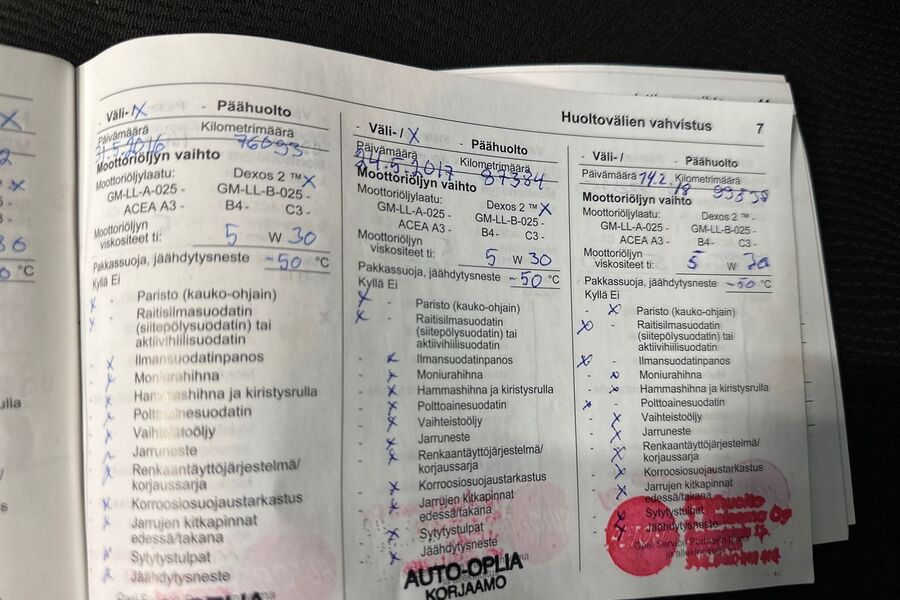 Huoltovälien vahvistus 7
- Väli-/X - Päähuolto
Päivämäärä Kilometrimäärä
31.5.2016 76693
Moottoriöljyn vaihto
Moottoriöljylaatu: Dexos 2 ™ X
GM-LL-A-025 - GM-LL-B-025 -
ACEA A3 - B4- C3 -
Moottoriöljyn
viskositeet ti: 5 W 30
Pakkassuoja, jäähdytysneste -50 °C
Kyllä Ei
x - Paristo (kauko-ohjain)
x - Raitisilmasuodatin
(siitepölysuodatin) tai
aktiivihiilisuodatin
- x Ilmansuodatinpanos
- x Moniurahihna
- x Hammashihna ja kiristysrulla
- x Polttoainesuodatin
- x Vaihteistoöljy
- x Jarruneste
- x Renkaantäyttöjärjestelmä/
korjaussarja
- x Korroosiosuojaustarkastus
- x Jarrujen kitkapinnat
edessä/takana
- x Sytytystulpat
- x Jäähdytysneste
- Väli-/X - Päähuolto
Päivämäärä Kilometrimäärä
24.5.2017 87384
Moottoriöljyn vaihto
Moottoriöljylaatu: Dexos 2 ™ X
GM-LL-A-025 - GM-LL-B-025 -
ACEA A3 - B4- C3 -
Moottoriöljyn
viskositeet ti: 5 W 30
Pakkassuoja, jäähdytysneste -50 °C
Kyllä Ei
x - Paristo (kauko-ohjain)
x - Raitisilmasuodatin
(siitepölysuodatin) tai
aktiivihiilisuodatin
- x Ilmansuodatinpanos
- x Moniurahihna
- x Hammashihna ja kiristysrulla
- x Polttoainesuodatin
- x Vaihteistoöljy
- x Jarruneste
- x Renkaantäyttöjärjestelmä/
korjaussarja
- x Korroosiosuojaustarkastus
- x Jarrujen kitkapinnat
edessä/takana
- x Sytytystulpat
- x Jäähdytysneste
AUTO-OPLIA
KORJAAMO
- Väli-/ - Päähuolto
Päivämäärä 14.2.18 Kilometrimäärä
Moottoriöljyn vaihto
Moottoriöljylaatu: Dexos 2 ™ -
GM-LL-A-025 - GM-LL-B-025 -
ACEA A3 - B4- C3 -
Moottoriöljyn
viskositeet ti: 5 W 30
Pakkassuoja, jäähdytysneste -50 °C
Kyllä Ei
- x Paristo (kauko-ohjain)
x - Raitisilmasuodatin
(siitepölysuodatin) tai
aktiivihiilisuodatin
x - Ilmansuodatinpanos
- x Moniurahihna
- x Hammashihna ja kiristysrulla
x - Polttoainesuodatin
- x Vaihteistoöljy
- x Jarruneste
- x Renkaantäyttöjärjestelmä/
korjaussarja
- x Korroosiosuojaustarkastus
- x Jarrujen kitkapinnat
edessä/takana
- x Sytytystulpat
- x Jäähdytysneste